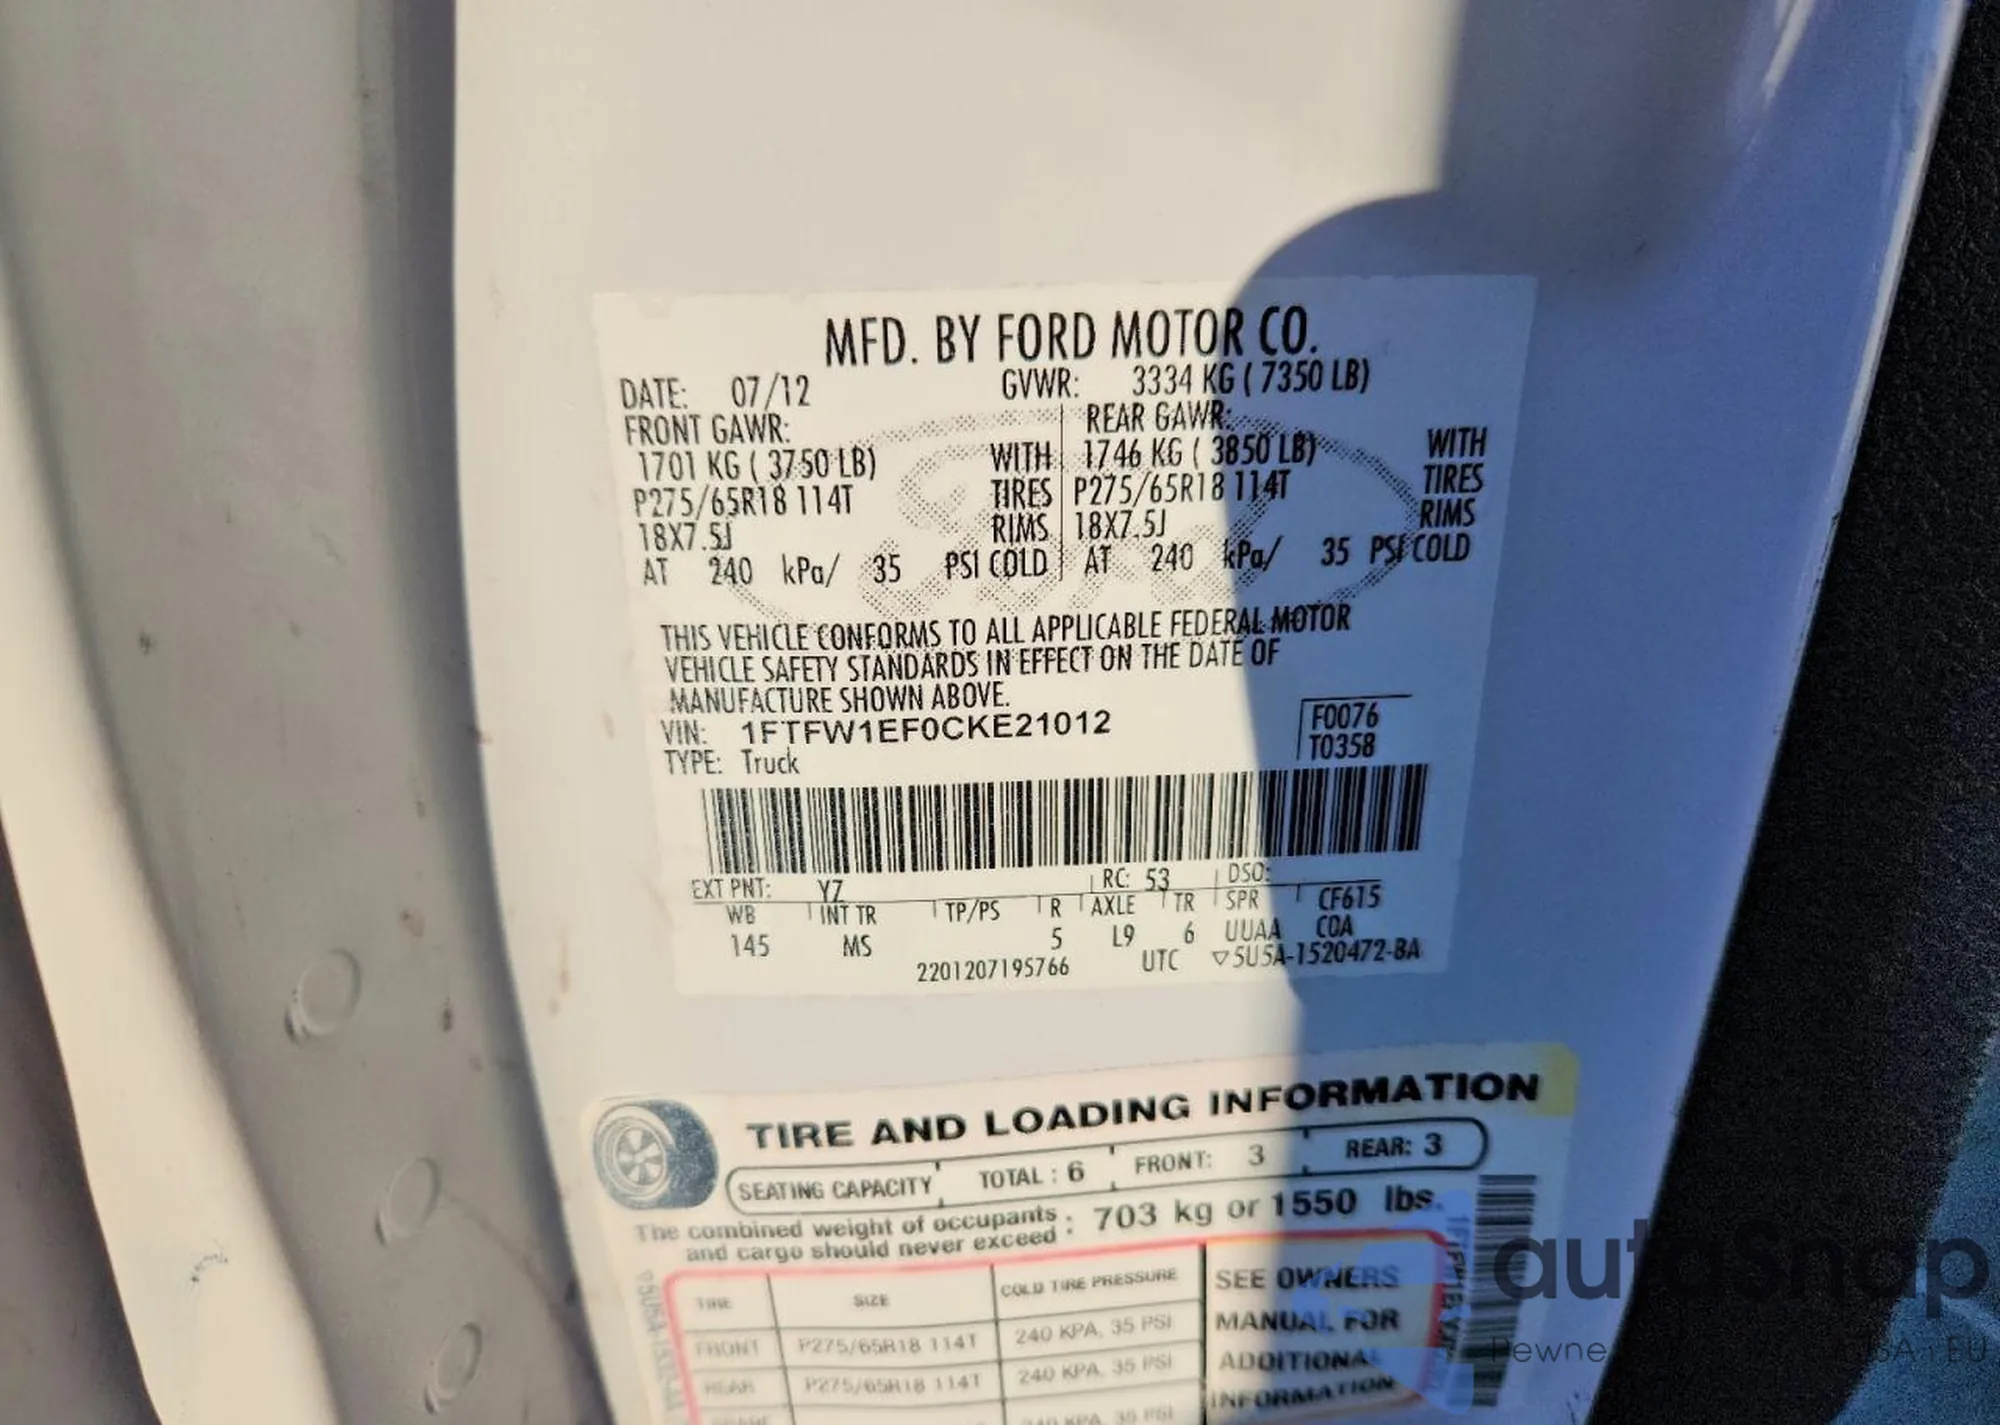 MFD. BY FORD MOTOR CO.
DATE: 07/12 GVWR: 3334 KG ( 7350 LB)
FRONT GAWR: REAR GAWR:
1701 KG ( 3750 LB) WITH 1746 KG ( 3850 LB) WITH
P275/65R18 114T TIRES P275/65R18 114T TIRES
18X7.5J RIMS 18X7.5J RIMS
AT 240 kPa/ 35 PSI COLD AT 240 kPa/ 35 PSI COLD
THIS VEHICLE CONFORMS TO ALL APPLICABLE FEDERAL MOTOR
VEHICLE SAFETY STANDARDS IN EFFECT ON THE DATE OF
MANUFACTURE SHOWN ABOVE.
VIN: 1FTFW1EF0CKE21012 F0076
TYPE: Truck T0358
EXT PNT: YZ RC: 53 DSO:
WB INT TR TP/PS R AXLE TR SPR CF615
145 MS 5 L9 6 UUAA COA
2201207195766 UTC ▽5U5A-1520472-BA
TIRE AND LOADING INFORMATION
SEATING CAPACITY TOTAL : 6 FRONT: 3 REAR: 3
The combined weight of occupants : 703 kg or 1550 lbs.
and cargo should never exceed :
TIRE SIZE COLD TIRE PRESSURE SEE OWNERS
FRONT P275/65R18 114T 240 KPA, 35 PSI MANUAL FOR
REAR P275/65R18 114T 240 KPA, 35 PSI ADDITIONAL
240 KPA, 35 PSI INFORMATION
autosnap
EU